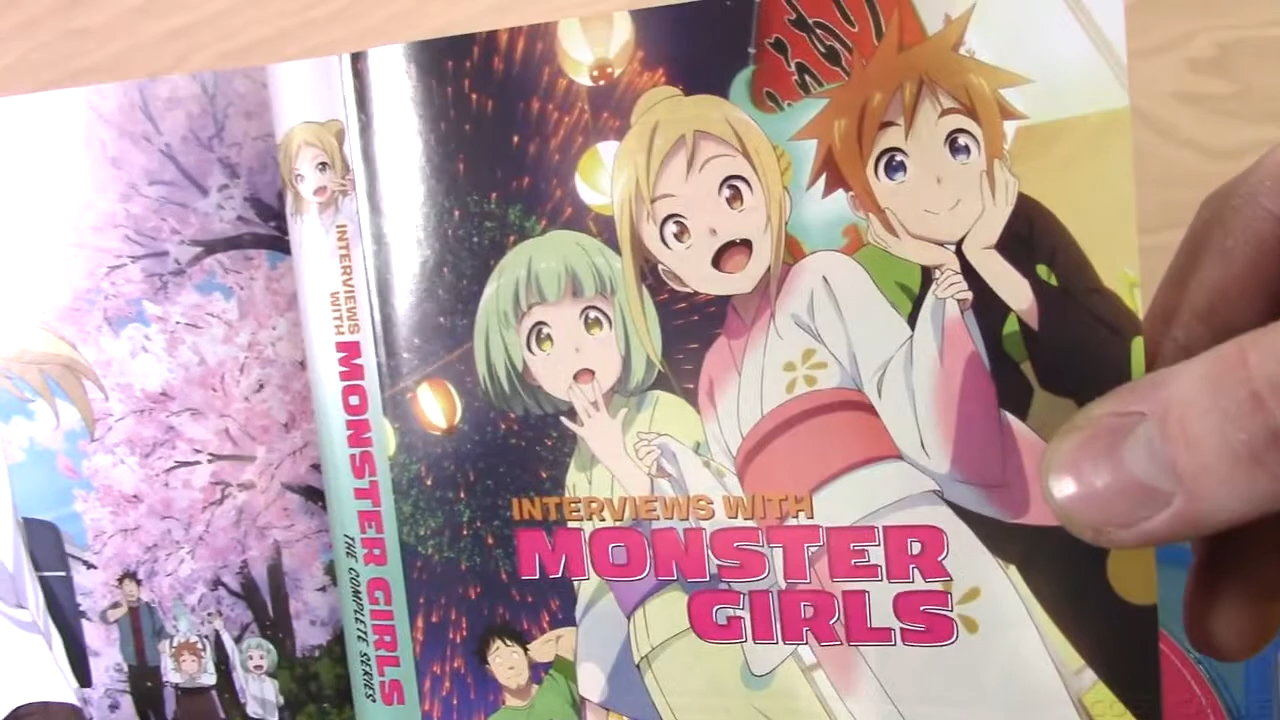 INTERVIEWS WITH
MONSTER GIRLS
THE COMPLETE SERIES
INTERVIEWS WITH
MONSTER
GIRLS